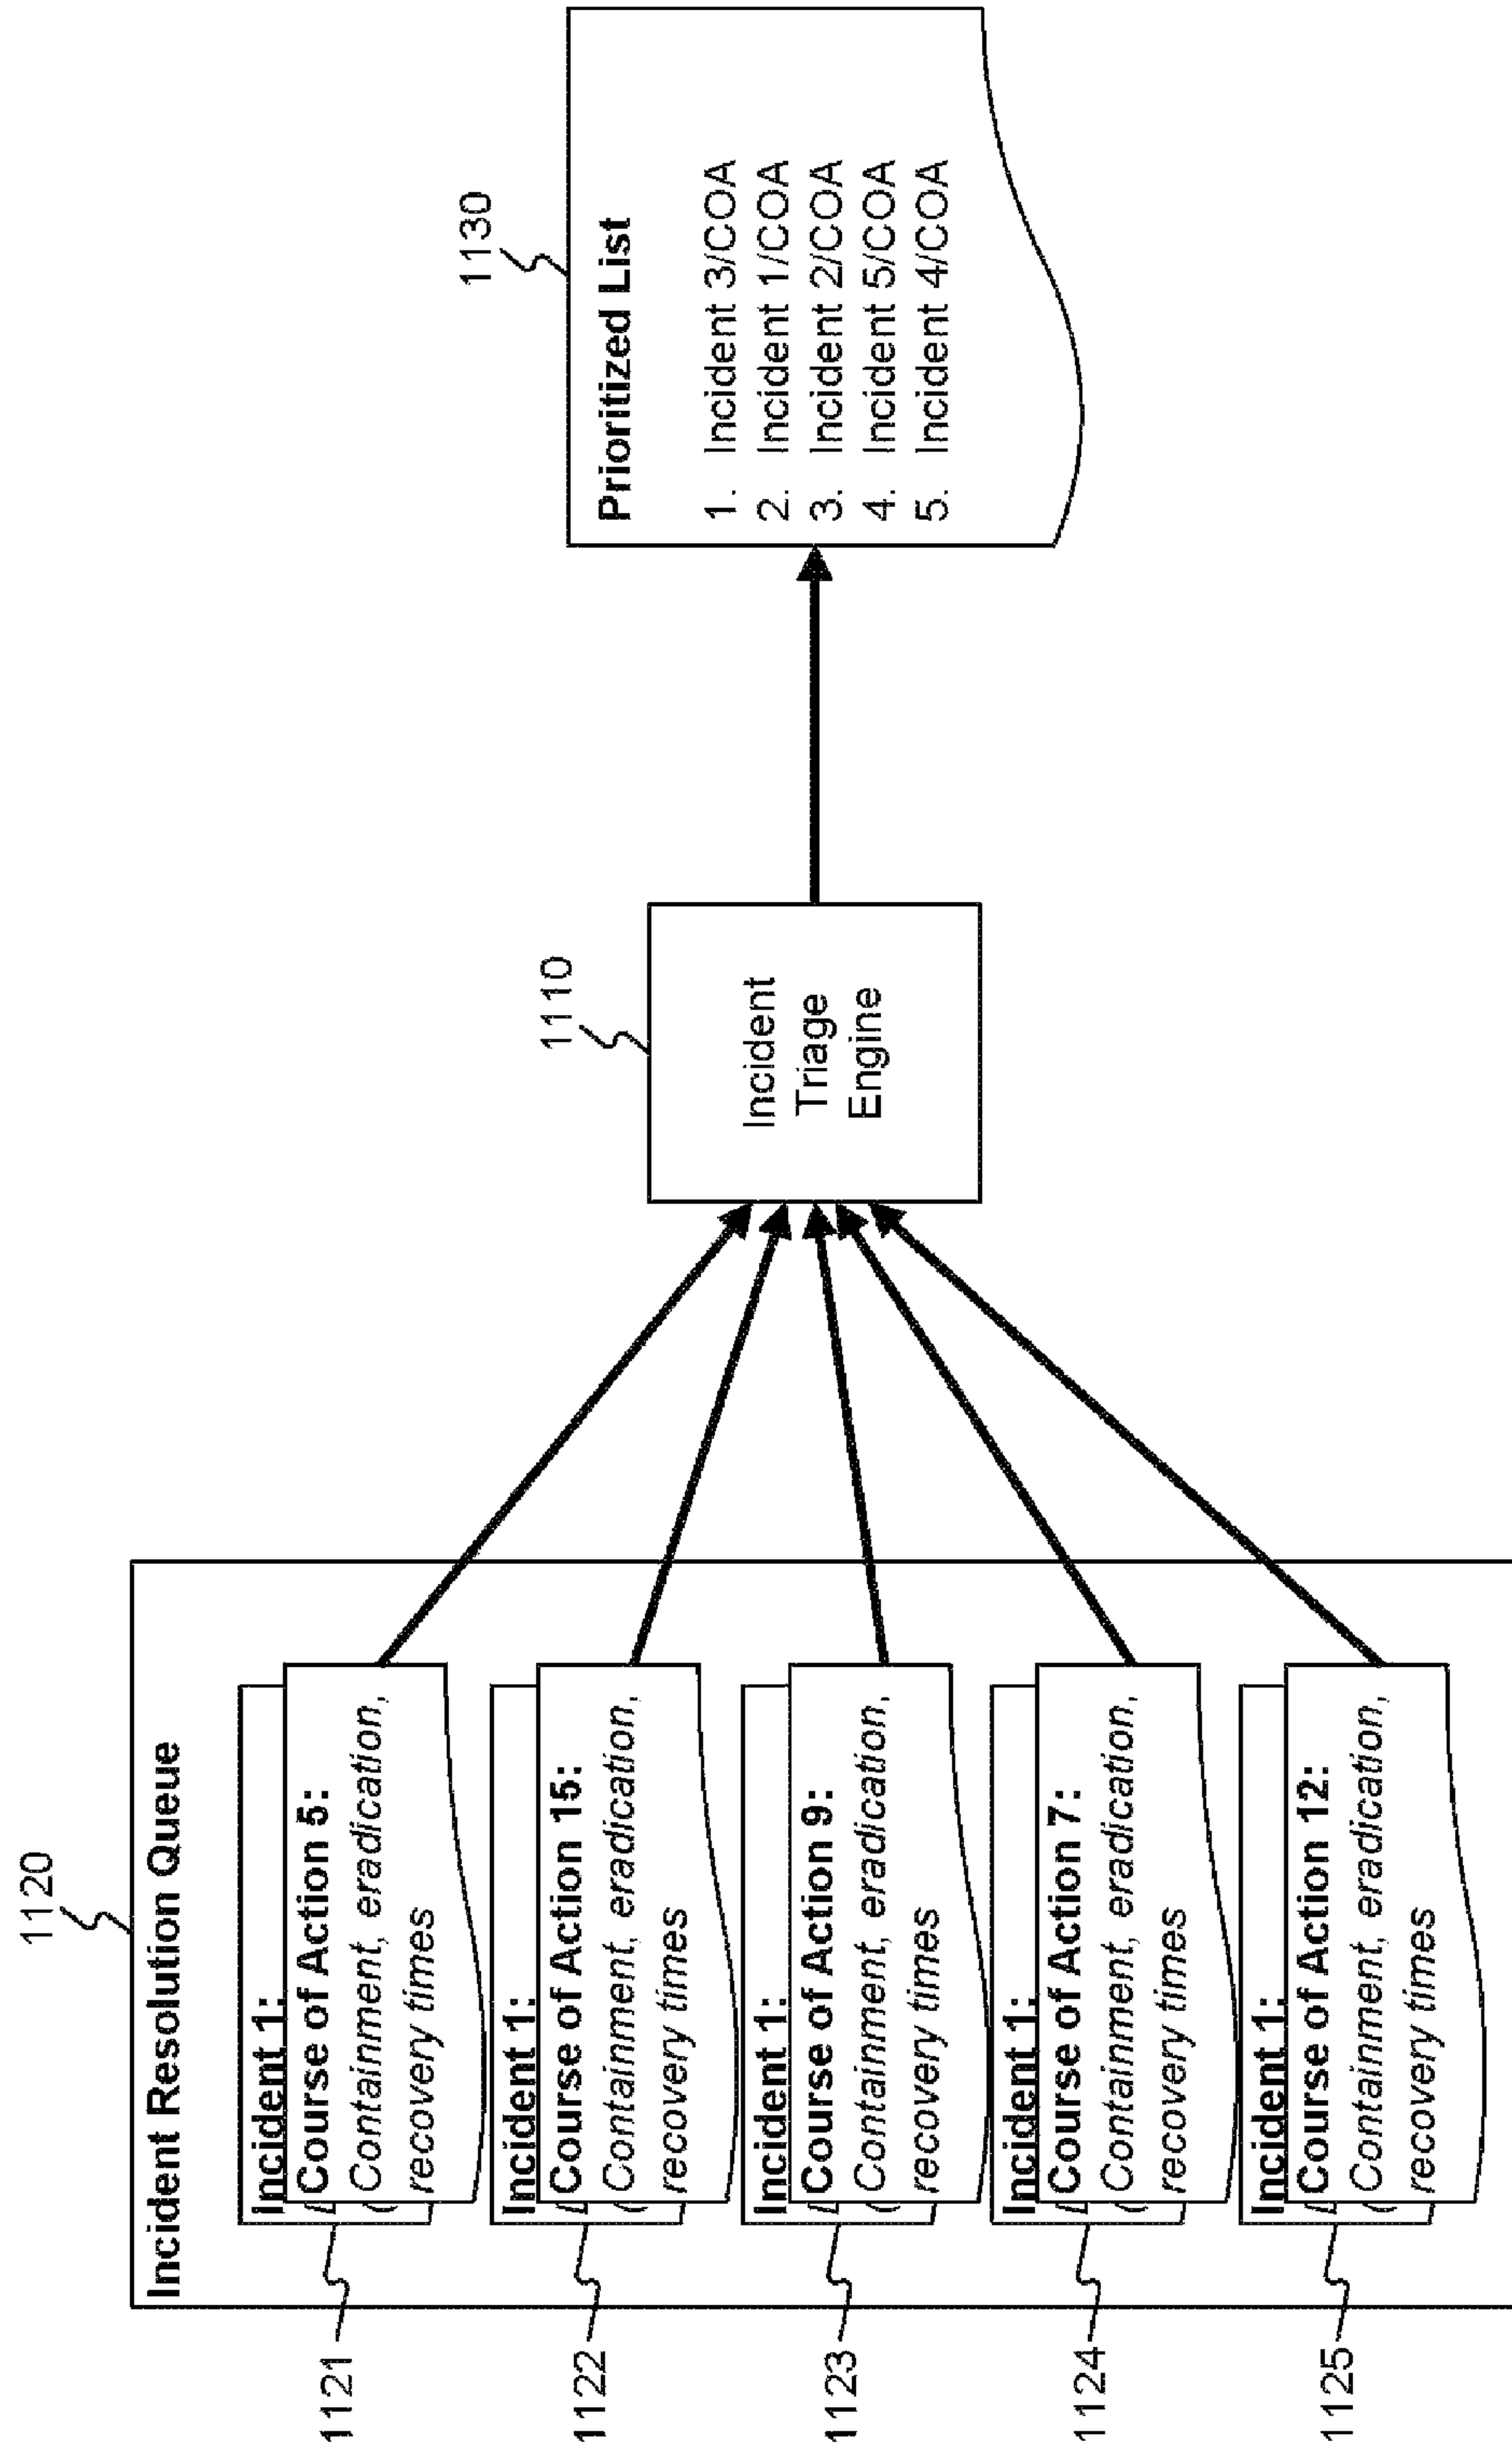 1120
Incident Resolution Queue
1121
Incident 1:
Course of Action 5:
Containment, eradication,
recovery times
1122
Incident 1:
Course of Action 15:
Containment, eradication,
recovery times
1123
Incident 1:
Course of Action 9:
Containment, eradication,
recovery times
1124
Incident 1:
Course of Action 7:
Containment, eradication,
recovery times
1125
Incident 1:
Course of Action 12:
Containment, eradication,
recovery times
1110
Incident
Triage
Engine
1130
Prioritized List
1. Incident 3/COA
2. Incident 1/COA
3. Incident 2/COA
4. Incident 5/COA
5. Incident 4/COA